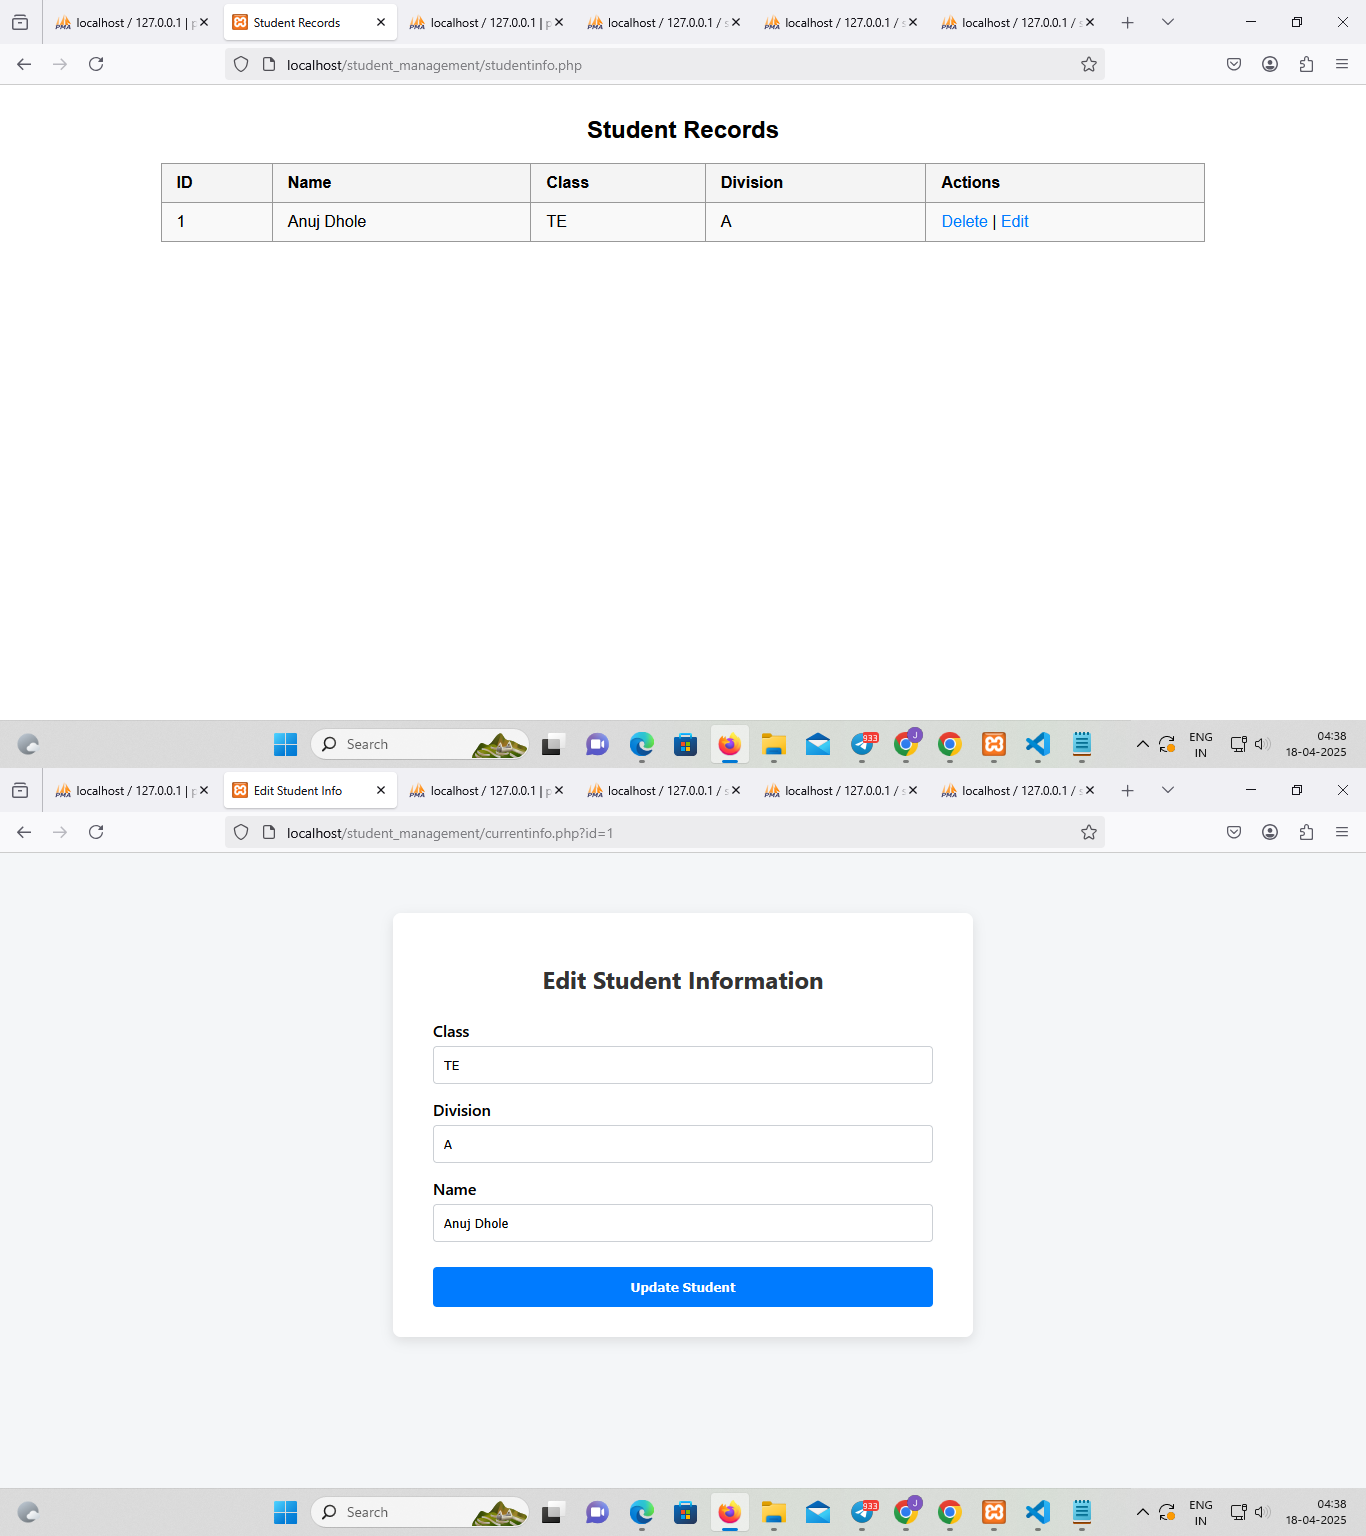 localhost / 127.0.0.1 | p
Student Records
localhost / 127.0.0.1 | p
localhost / 127.0.0.1 / s
localhost / 127.0.0.1 / s
localhost / 127.0.0.1 / s
localhost/student_management/studentinfo.php
Student Records
ID Name Class Division Actions
1 Anuj Dhole TE A Delete | Edit
Search
933
J
ENG
IN
04:38
18-04-2025
localhost / 127.0.0.1 | p
Edit Student Info
localhost / 127.0.0.1 | p
localhost / 127.0.0.1 / s
localhost / 127.0.0.1 / s
localhost / 127.0.0.1 / s
localhost/student_management/currentinfo.php?id=1
Edit Student Information
Class
TE
Division
A
Name
Anuj Dhole
Update Student
Search
933
J
ENG
IN
04:38
18-04-2025